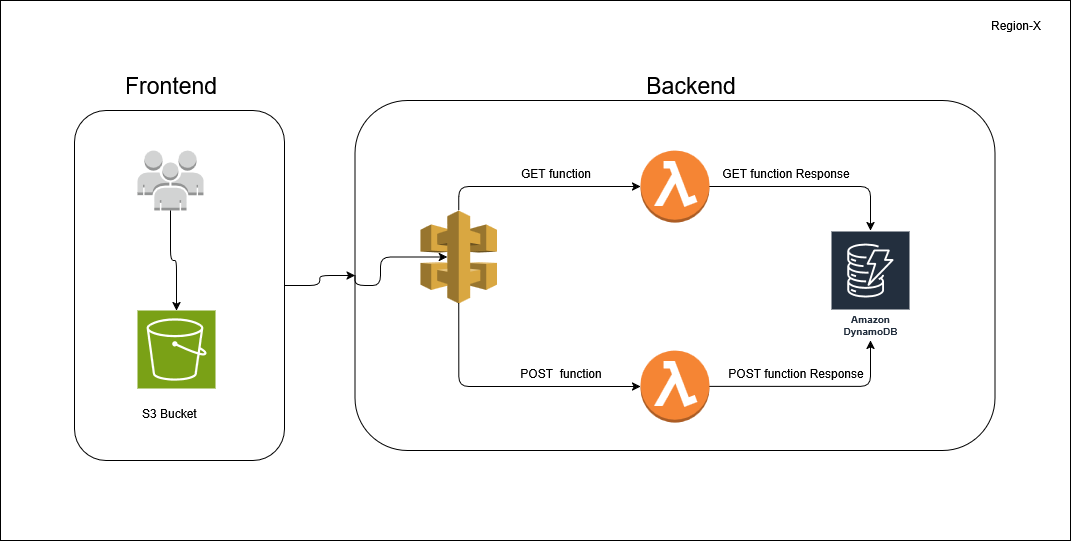 Region-X
Frontend
Backend
GET function
GET function Response
Amazon
DynamoDB
POST  function
POST function Response
S3 Bucket